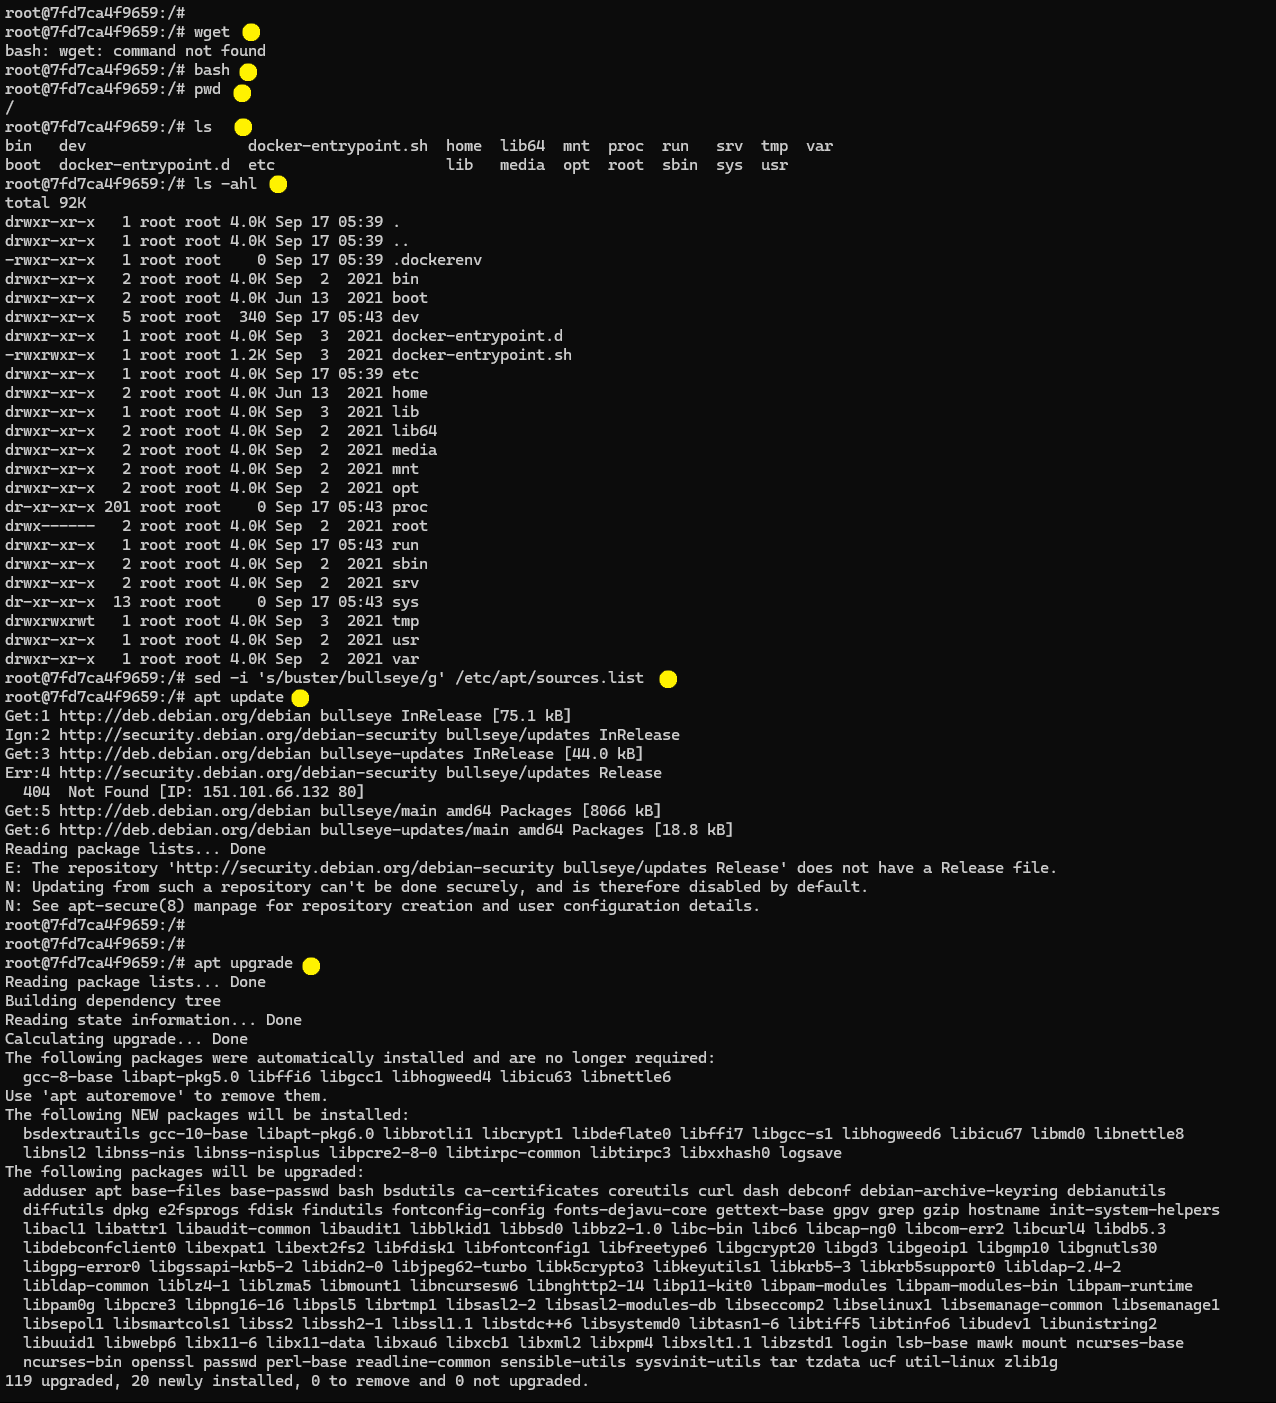 root@7fd7ca4f9659:/#
root@7fd7ca4f9659:/# wget
bash: wget: command not found
root@7fd7ca4f9659:/# bash
root@7fd7ca4f9659:/# pwd
/
root@7fd7ca4f9659:/# ls
bin   dev                  docker-entrypoint.sh  home  lib64  mnt  proc  run   srv  tmp  var
boot  docker-entrypoint.d  etc                   lib   media  opt  root  sbin  sys  usr
root@7fd7ca4f9659:/# ls -ahl
total 92K
drwxr-xr-x   1 root root 4.0K Sep 17 05:39 .
drwxr-xr-x   1 root root 4.0K Sep 17 05:39 ..
-rwxr-xr-x   1 root root    0 Sep 17 05:39 .dockerenv
drwxr-xr-x   2 root root 4.0K Sep  2  2021 bin
drwxr-xr-x   2 root root 4.0K Jun 13  2021 boot
drwxr-xr-x   5 root root  340 Sep 17 05:43 dev
drwxr-xr-x   1 root root 4.0K Sep  3  2021 docker-entrypoint.d
-rwxrwxr-x   1 root root 1.2K Sep  3  2021 docker-entrypoint.sh
drwxr-xr-x   1 root root 4.0K Sep 17 05:39 etc
drwxr-xr-x   2 root root 4.0K Jun 13  2021 home
drwxr-xr-x   1 root root 4.0K Sep  3  2021 lib
drwxr-xr-x   2 root root 4.0K Sep  2  2021 lib64
drwxr-xr-x   2 root root 4.0K Sep  2  2021 media
drwxr-xr-x   2 root root 4.0K Sep  2  2021 mnt
drwxr-xr-x   2 root root 4.0K Sep  2  2021 opt
dr-xr-xr-x 201 root root    0 Sep 17 05:43 proc
drwx------   2 root root 4.0K Sep  2  2021 root
drwxr-xr-x   1 root root 4.0K Sep 17 05:43 run
drwxr-xr-x   2 root root 4.0K Sep  2  2021 sbin
drwxr-xr-x   2 root root 4.0K Sep  2  2021 srv
dr-xr-xr-x  13 root root    0 Sep 17 05:43 sys
drwxrwxrwt   1 root root 4.0K Sep  3  2021 tmp
drwxr-xr-x   1 root root 4.0K Sep  2  2021 usr
drwxr-xr-x   1 root root 4.0K Sep  2  2021 var
root@7fd7ca4f9659:/# sed -i 's/buster/bullseye/g' /etc/apt/sources.list
root@7fd7ca4f9659:/# apt update
Get:1 http://deb.debian.org/debian bullseye InRelease [75.1 kB]
Ign:2 http://security.debian.org/debian-security bullseye/updates InRelease
Get:3 http://deb.debian.org/debian bullseye-updates InRelease [44.0 kB]
Err:4 http://security.debian.org/debian-security bullseye/updates Release
  404  Not Found [IP: 151.101.66.132 80]
Get:5 http://deb.debian.org/debian bullseye/main amd64 Packages [8066 kB]
Get:6 http://deb.debian.org/debian bullseye-updates/main amd64 Packages [18.8 kB]
Reading package lists... Done
E: The repository 'http://security.debian.org/debian-security bullseye/updates Release' does not have a Release file.
N: Updating from such a repository can't be done securely, and is therefore disabled by default.
N: See apt-secure(8) manpage for repository creation and user configuration details.
root@7fd7ca4f9659:/#
root@7fd7ca4f9659:/#
root@7fd7ca4f9659:/# apt upgrade
Reading package lists... Done
Building dependency tree
Reading state information... Done
Calculating upgrade... Done
The following packages were automatically installed and are no longer required:
  gcc-8-base libapt-pkg5.0 libffi6 libgcc1 libhogweed4 libicu63 libnettle6
Use 'apt autoremove' to remove them.
The following NEW packages will be installed:
  bsdextrautils gcc-10-base libapt-pkg6.0 libbrotli1 libcrypt1 libdeflate0 libffi7 libgcc-s1 libhogweed6 libicu67 libmd0 libnettle8
  libnsl2 libnss-nis libnss-nisplus libpcre2-8-0 libtirpc-common libtirpc3 libxxhash0 logsave
The following packages will be upgraded:
  adduser apt base-files base-passwd bash bsdutils ca-certificates coreutils curl dash debconf debian-archive-keyring debianutils
  diffutils dpkg e2fsprogs fdisk findutils fontconfig-config fonts-dejavu-core gettext-base gpgv grep gzip hostname init-system-helpers
  libacl1 libattr1 libaudit-common libaudit1 libblkid1 libbsd0 libbz2-1.0 libc-bin libc6 libcap-ng0 libcom-err2 libcurl4 libdb5.3
  libdebconfclient0 libexpat1 libext2fs2 libfdisk1 libfontconfig1 libfreetype6 libgcrypt20 libgd3 libgeoip1 libgmp10 libgnutls30
  libgpg-error0 libgssapi-krb5-2 libidn2-0 libjpeg62-turbo libk5crypto3 libkeyutils1 libkrb5-3 libkrb5support0 libldap-2.4-2
  libldap-common liblz4-1 liblzma5 libmount1 libncursesw6 libnghttp2-14 libp11-kit0 libpam-modules libpam-modules-bin libpam-runtime
  libpam0g libpcre3 libpng16-16 libpsl5 librtmp1 libsasl2-2 libsasl2-modules-db libseccomp2 libselinux1 libsemanage-common libsemanage1
  libsepol1 libsmartcols1 libss2 libssh2-1 libssl1.1 libstdc++6 libsystemd0 libtasn1-6 libtiff5 libtinfo6 libudev1 libunistring2
  libuuid1 libwebp6 libx11-6 libx11-data libxau6 libxcb1 libxml2 libxpm4 libxslt1.1 libzstd1 login lsb-base mawk mount ncurses-base
  ncurses-bin openssl passwd perl-base readline-common sensible-utils sysvinit-utils tar tzdata ucf util-linux zlib1g
119 upgraded, 20 newly installed, 0 to remove and 0 not upgraded.